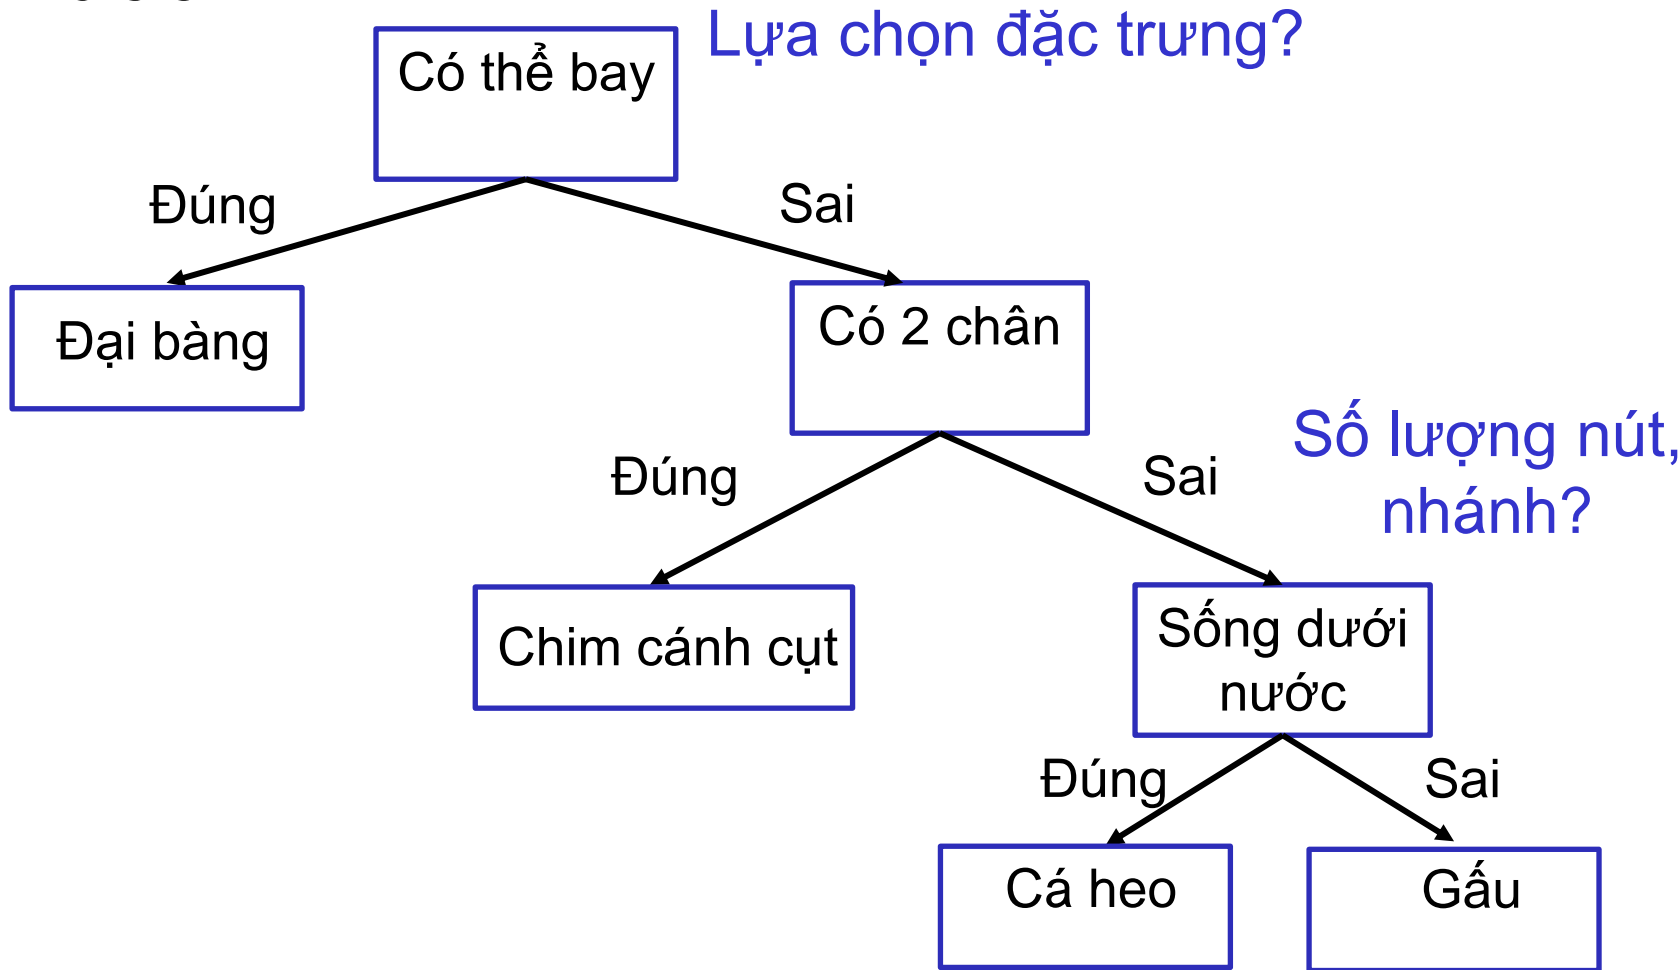 Lựa chọn đặc trưng?
Có thể bay
Đúng
Sai
Đại bàng
Có 2 chân
Số lượng nút,
nhánh?
Đúng
Sai
Chim cánh cụt
Sống dưới
nước
Đúng
Sai
Cá heo
Gấu